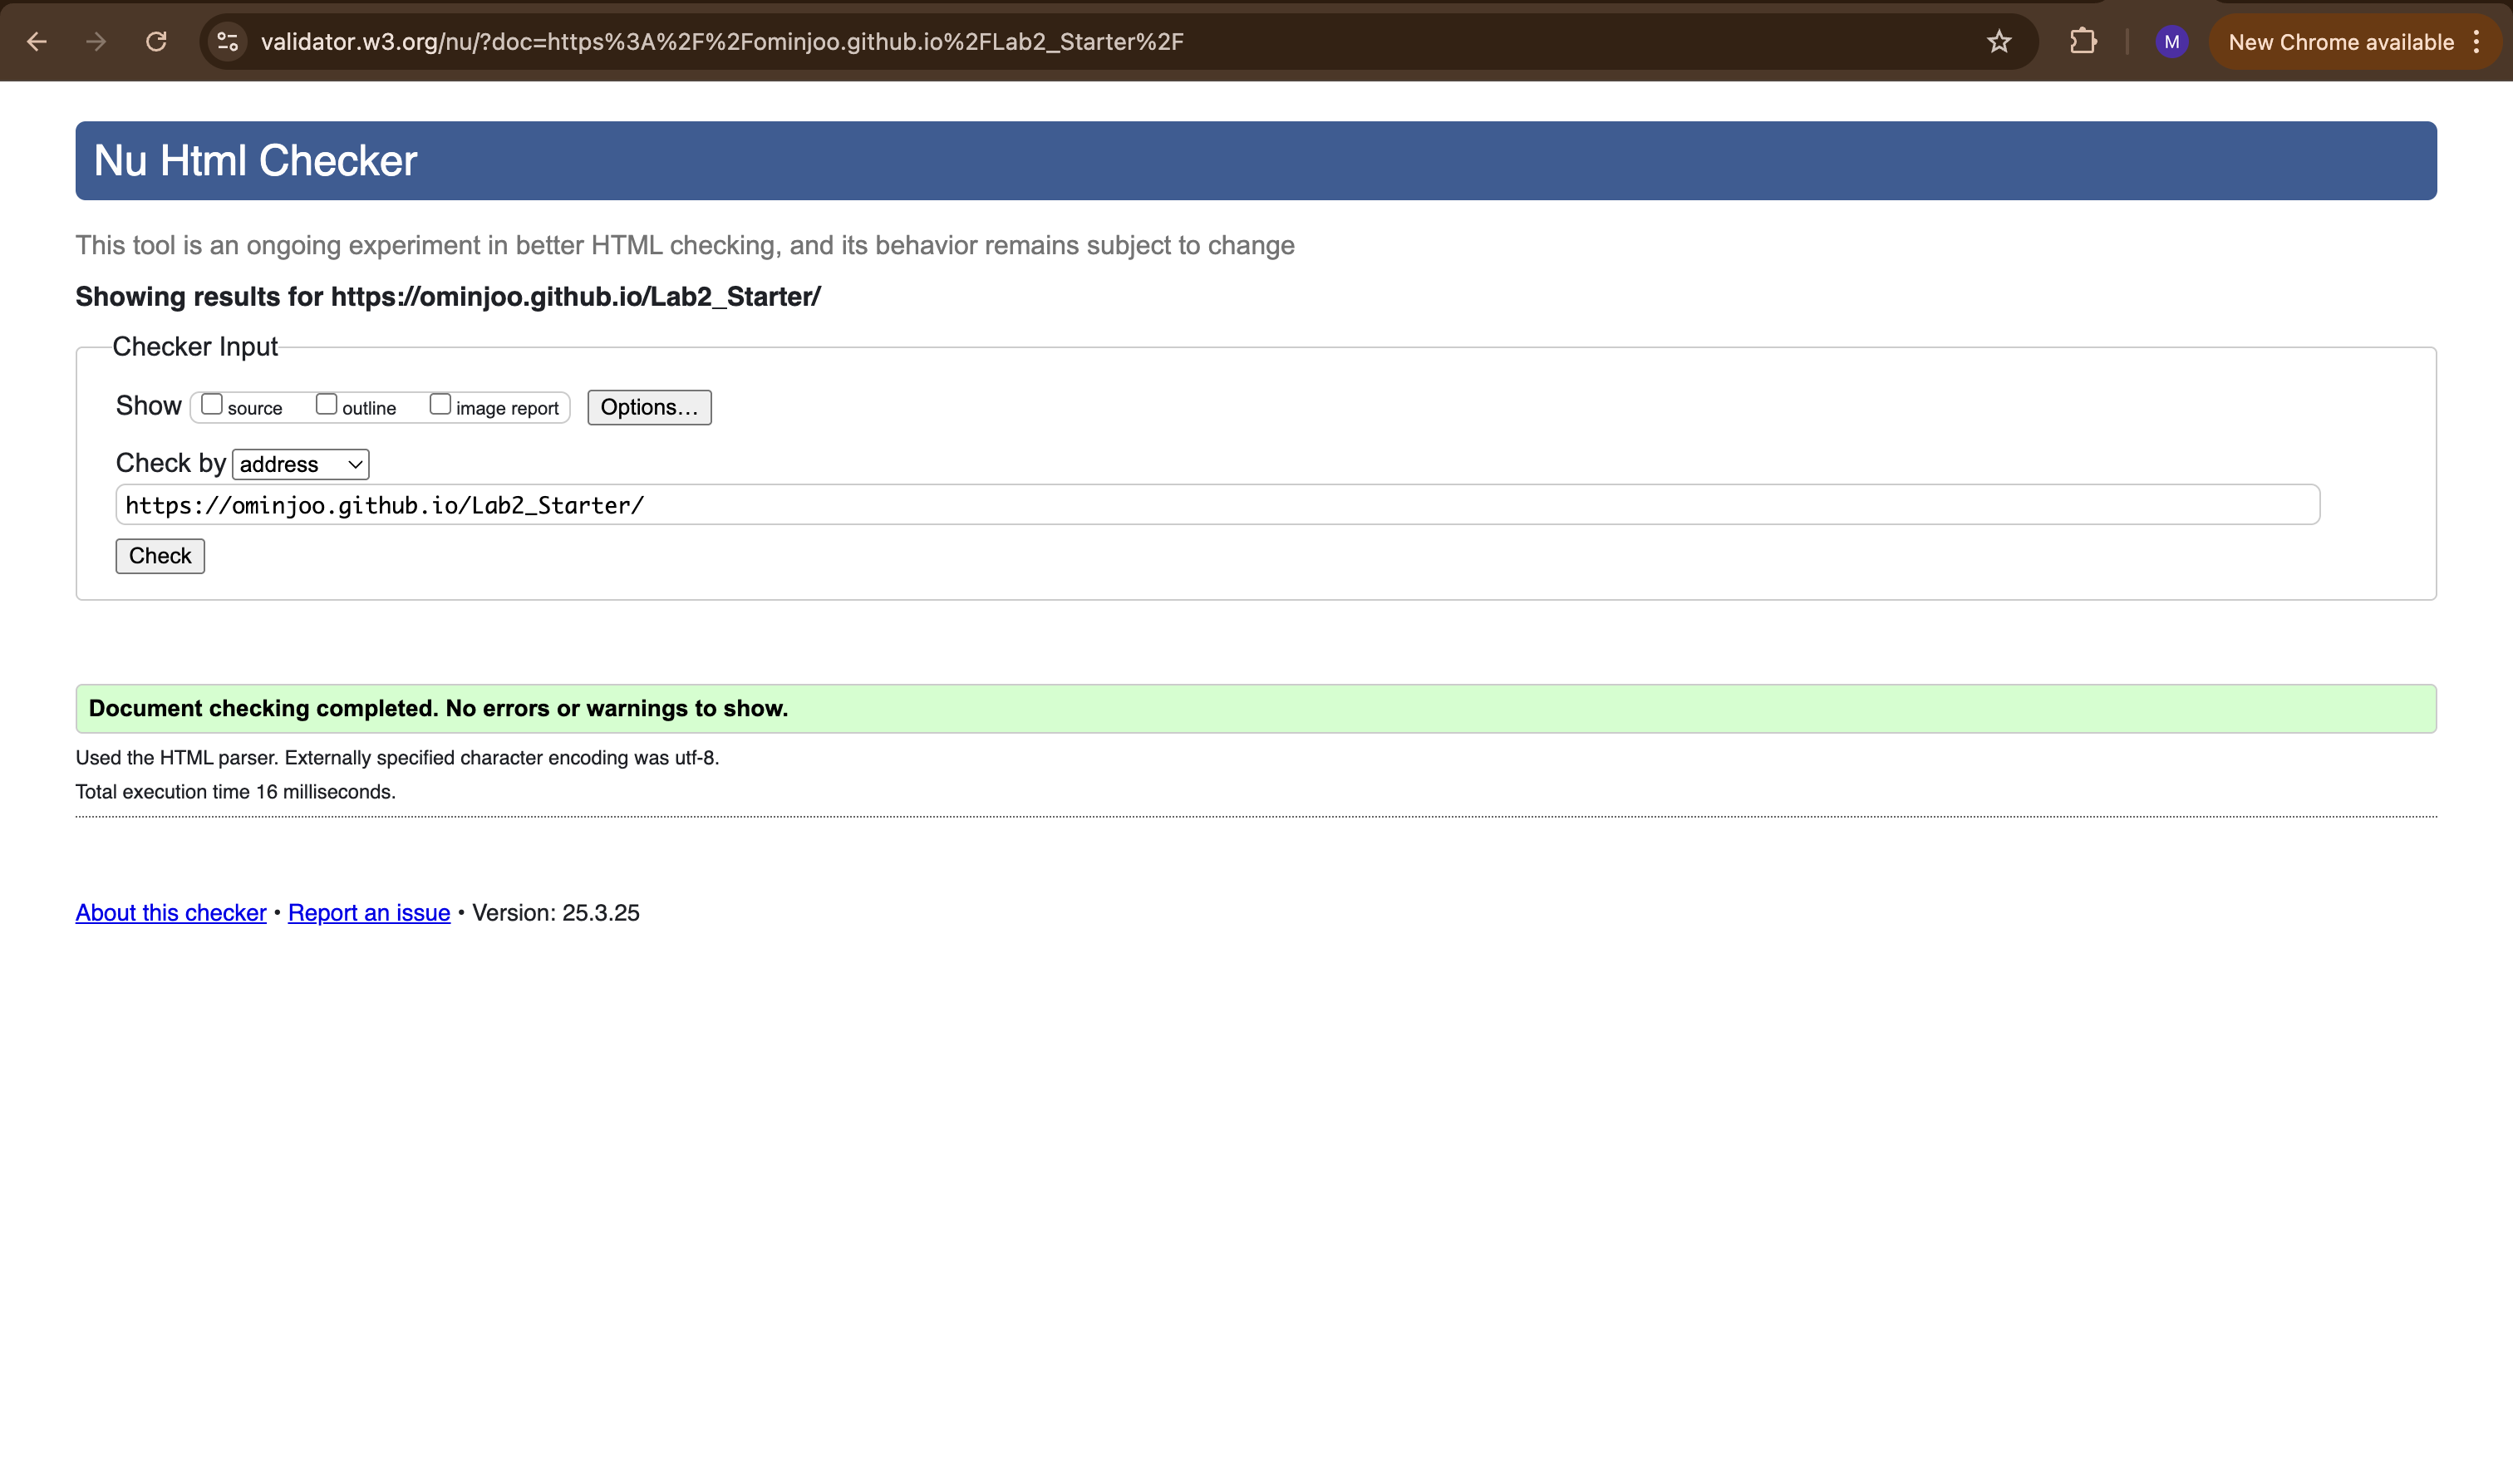 validator.w3.org/nu/?doc=https%3A%2F%2Fominjoo.github.io%2FLab2_Starter%2F
M
New Chrome available
Nu Html Checker
This tool is an ongoing experiment in better HTML checking, and its behavior remains subject to change
Showing results for https://ominjoo.github.io/Lab2_Starter/
Checker Input
Show source outline image report Options...
Check by address
https://ominjoo.github.io/Lab2_Starter/
Check
Document checking completed. No errors or warnings to show.
Used the HTML parser. Externally specified character encoding was utf-8.
Total execution time 16 milliseconds.
About this checker • Report an issue • Version: 25.3.25